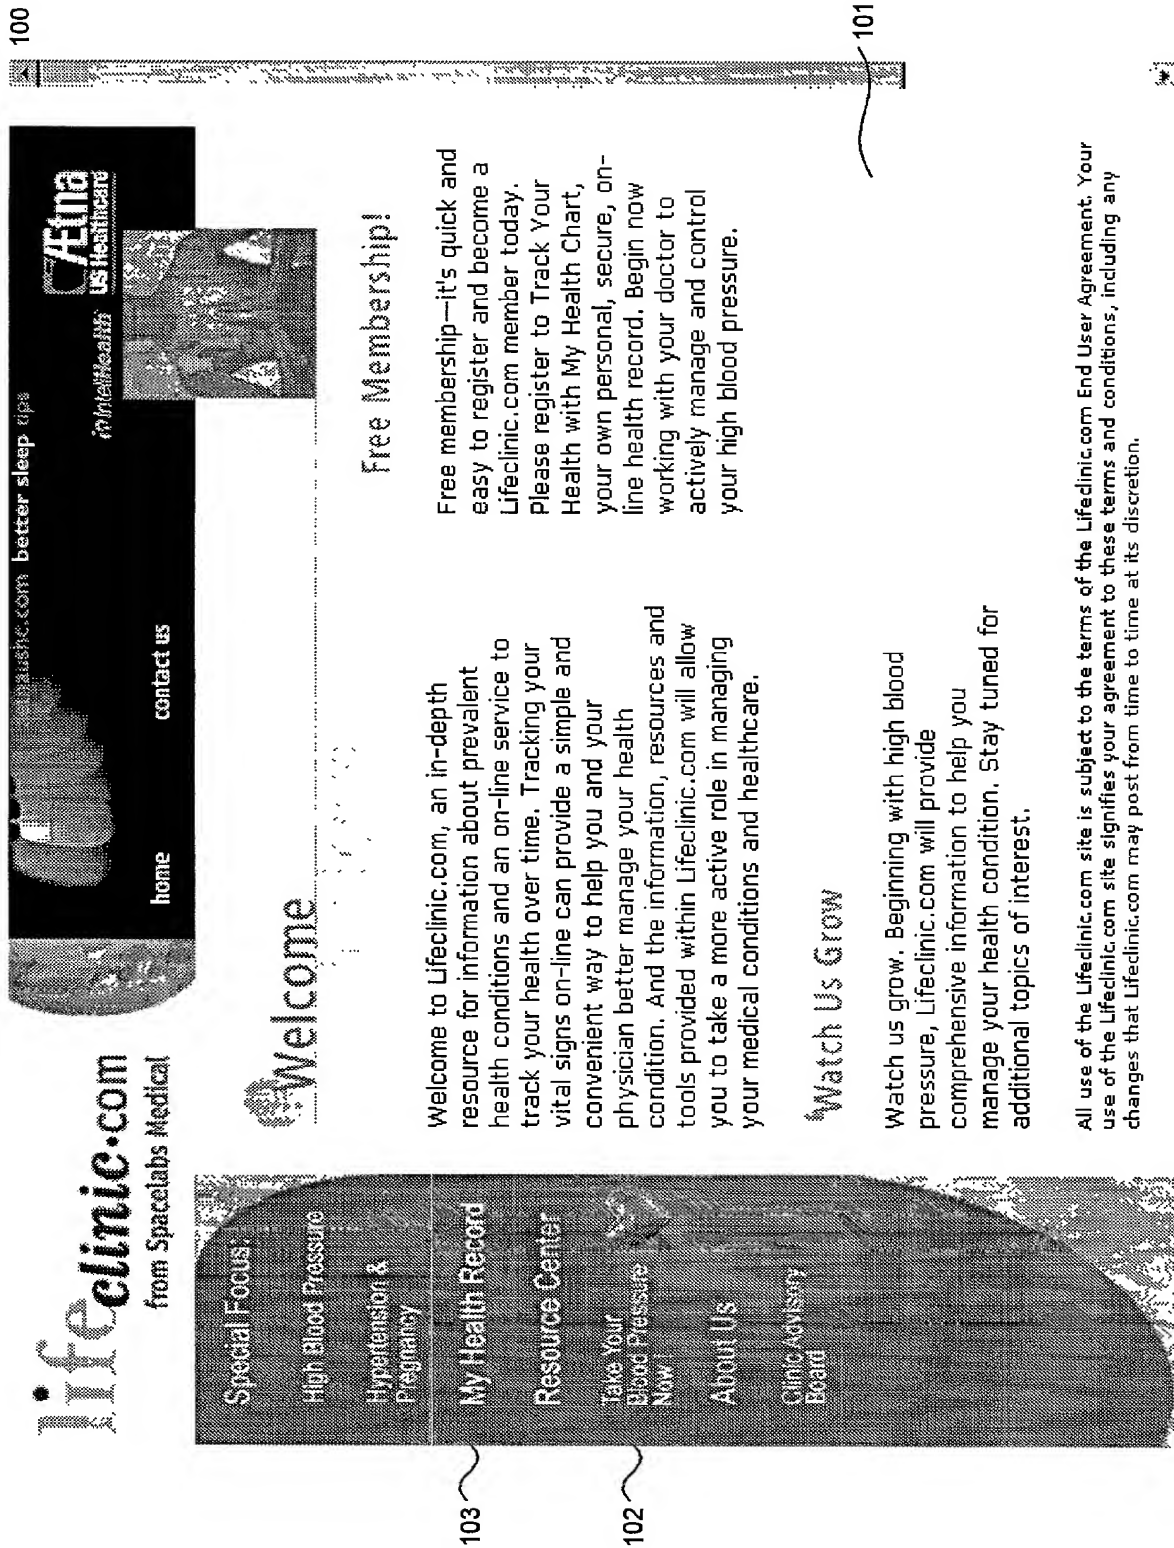 100
lifeclinic.com
from Spacelabs Medical
better sleep tips
InteliHealth
Ætna
US Healthcare
home
contact us
Special Focus:
High Blood Pressure
Hypertension &
Pregnancy
103
My Health Record
Resource Center
102
Take Your
Blood Pressure
Now!
About Us
Clinic Advisory
Board
Welcome
Welcome to Lifeclinic.com, an in-depth
resource for information about prevalent
health conditions and an on-line service to
track your health over time. Tracking your
vital signs on-line can provide a simple and
convenient way to help you and your
physician better manage your health
condition. And the information, resources and
tools provided within Lifeclinic.com will allow
you to take a more active role in managing
your medical conditions and healthcare.
Watch Us Grow
Watch us grow. Beginning with high blood
pressure, Lifeclinic.com will provide
comprehensive information to help you
manage your health condition. Stay tuned for
additional topics of interest.
Free Membership!
Free membership—it's quick and
easy to register and become a
Lifeclinic.com member today.
Please register to Track Your
Health with My Health Chart,
your own personal, secure, on-
line health record. Begin now
working with your doctor to
actively manage and control
your high blood pressure.
101
All use of the Lifeclinic.com site is subject to the terms of the Lifeclinic.com End User Agreement. Your
use of the Lifeclinic.com site signifies your agreement to these terms and conditions, including any
changes that Lifeclinic.com may post from time to time at its discretion.